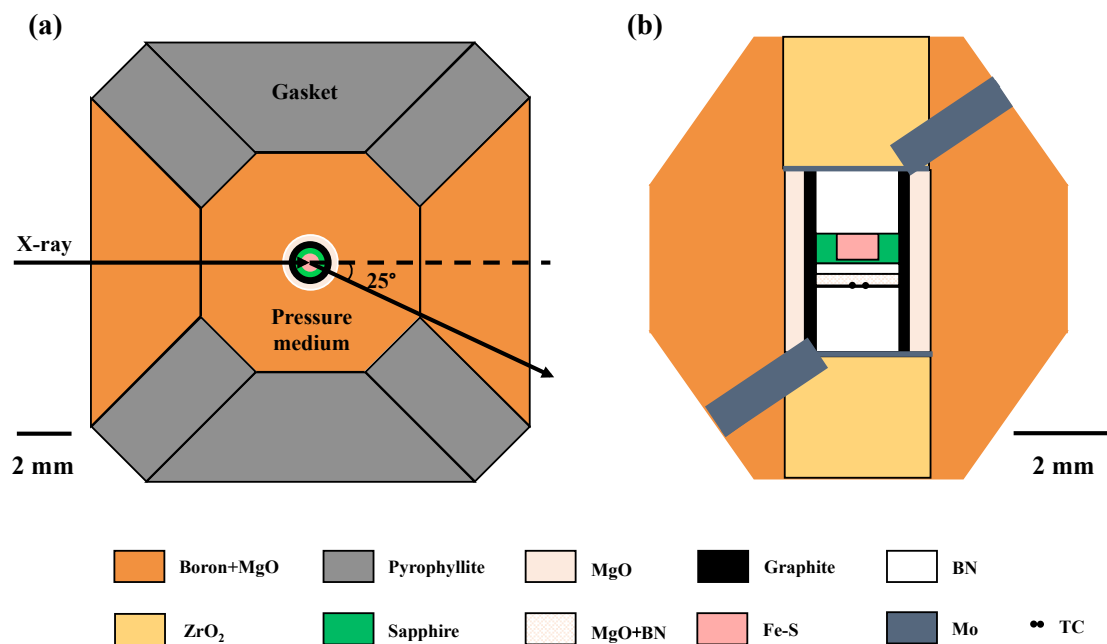 (a)
(b)
Gasket
X-ray
25°
Pressure
medium
2 mm
2 mm
Boron+MgO
Pyrophyllite
MgO
Graphite
BN
ZrO₂
Sapphire
MgO+BN
Fe-S
Mo
TC